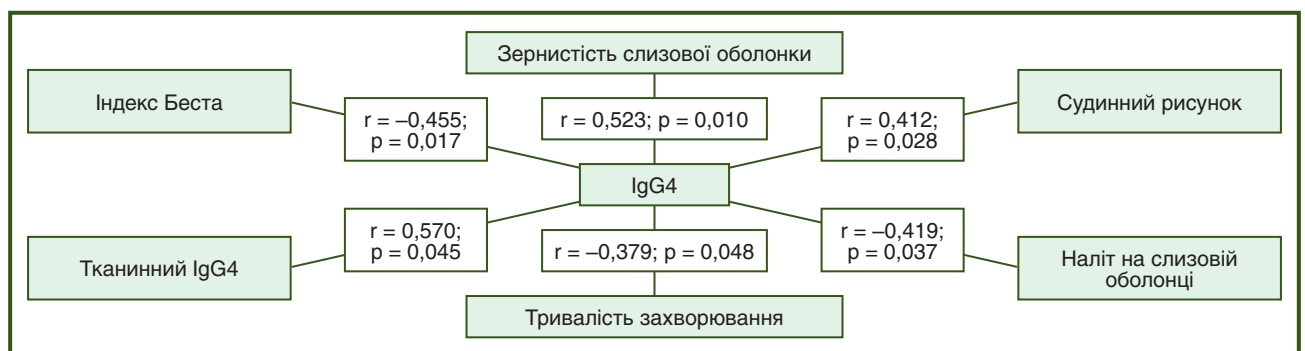 Зернистість слизової оболонки
Індекс Беста
Судинний рисунок
r = –0,455;
p = 0,017
r = 0,523; p = 0,010
r = 0,412;
p = 0,028
IgG4
r = 0,570;
p = 0,045
r = –0,379; p = 0,048
r = –0,419;
p = 0,037
Тканинний IgG4
Наліт на слизовій
оболонці
Тривалість захворювання